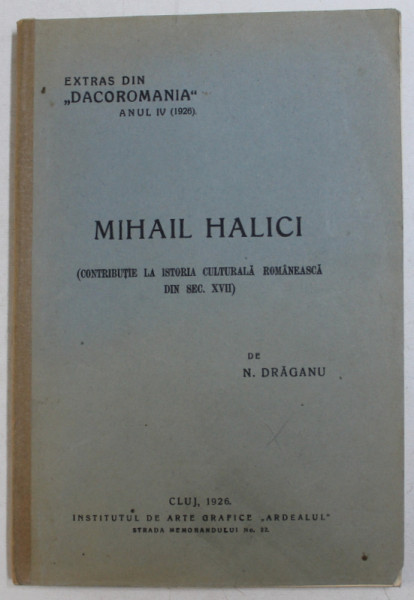 EXTRAS DIN
„DACOROMANIA“
ANUL IV (1926).
MIHAIL HALICI
(CONTRIBUȚIE LA ISTORIA CULTURALĂ ROMÂNEASCĂ
DIN SEC. XVII)
DE
N. DRĂGANU
CLUJ, 1926.
INSTITUTUL DE ARTE GRAFICE „ARDEALUL“
STRADA MEMORANDULUI No. 22.